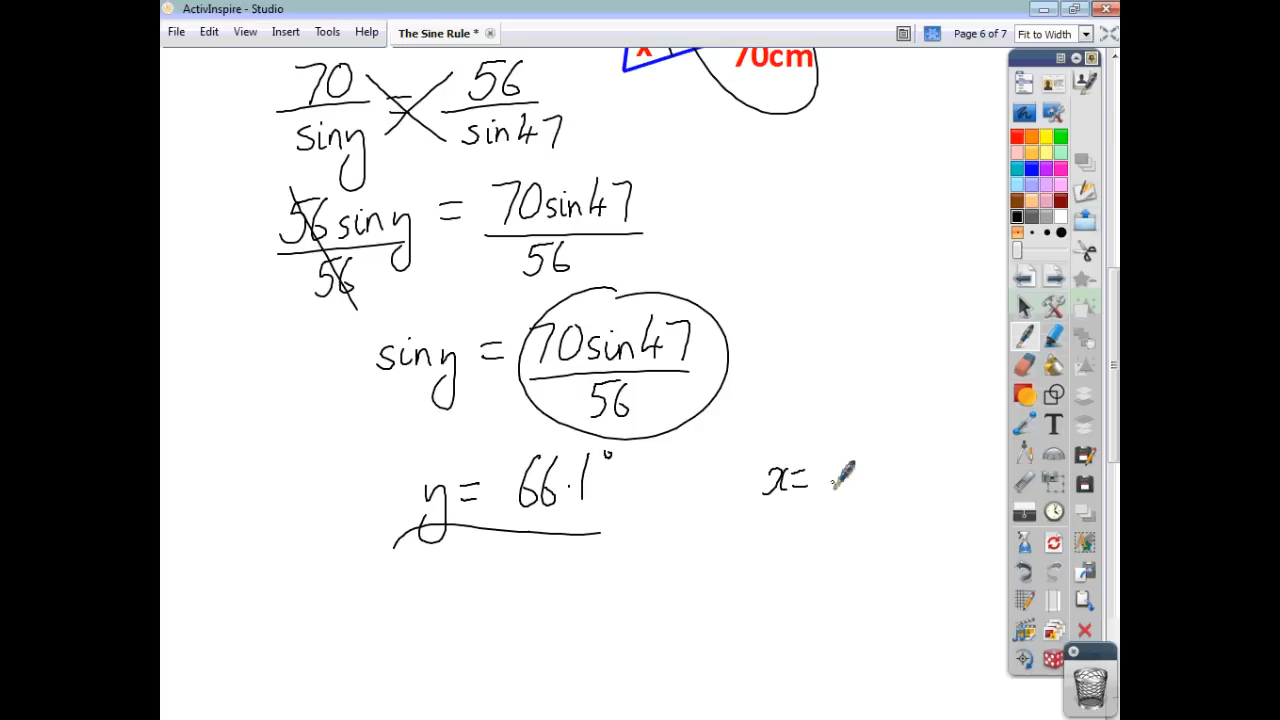 ActivInspire - Studio
File Edit View Insert Tools Help
The Sine Rule *
Page 6 of 7
Fit to Width
x
70cm
70/siny = 56/sin47
56siny/56 = 70sin47/56
siny = 70sin47/56
y = 66.1°
x =